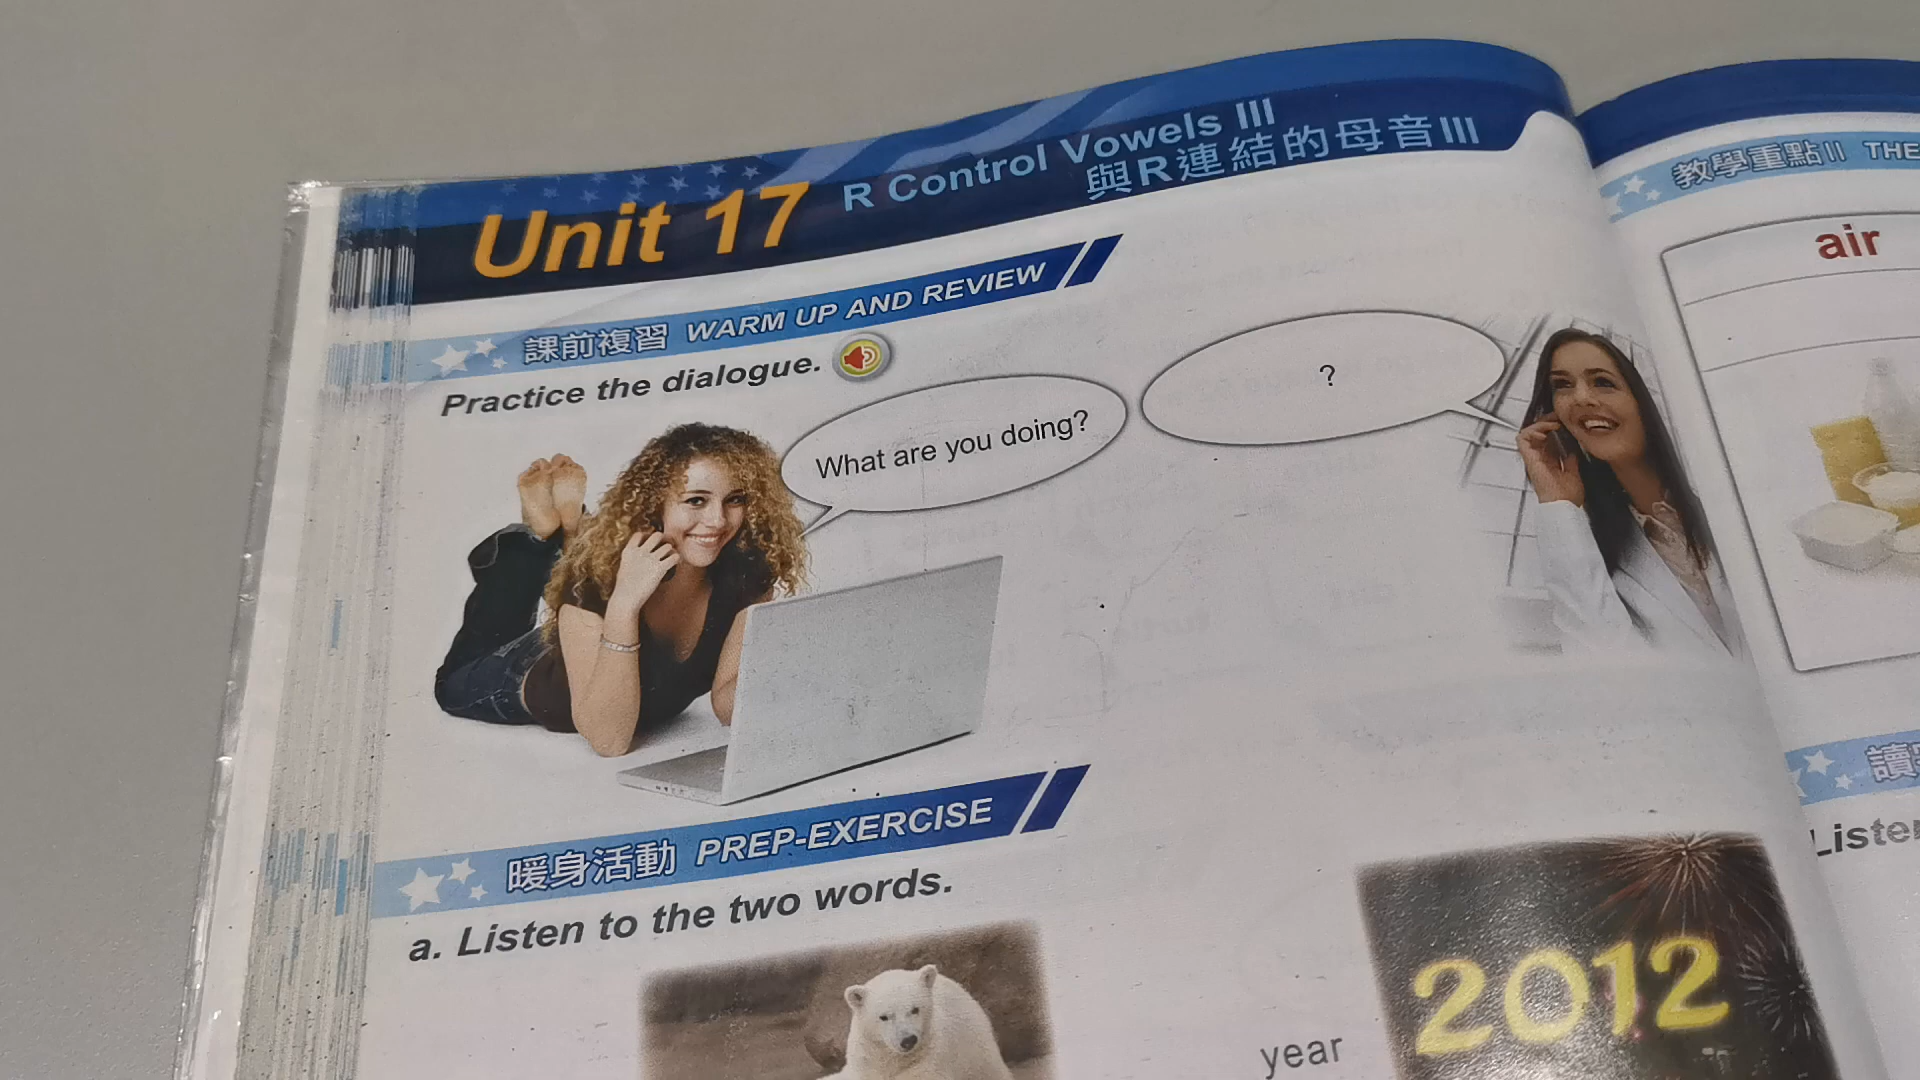 Unit 17
R Control Vowels III
與R連結的母音III
課前複習 WARM UP AND REVIEW
Practice the dialogue.
What are you doing?
?
暖身活動 PREP-EXERCISE
a. Listen to the two words.
year
2012
教學重點II THE
air
讀
Listen